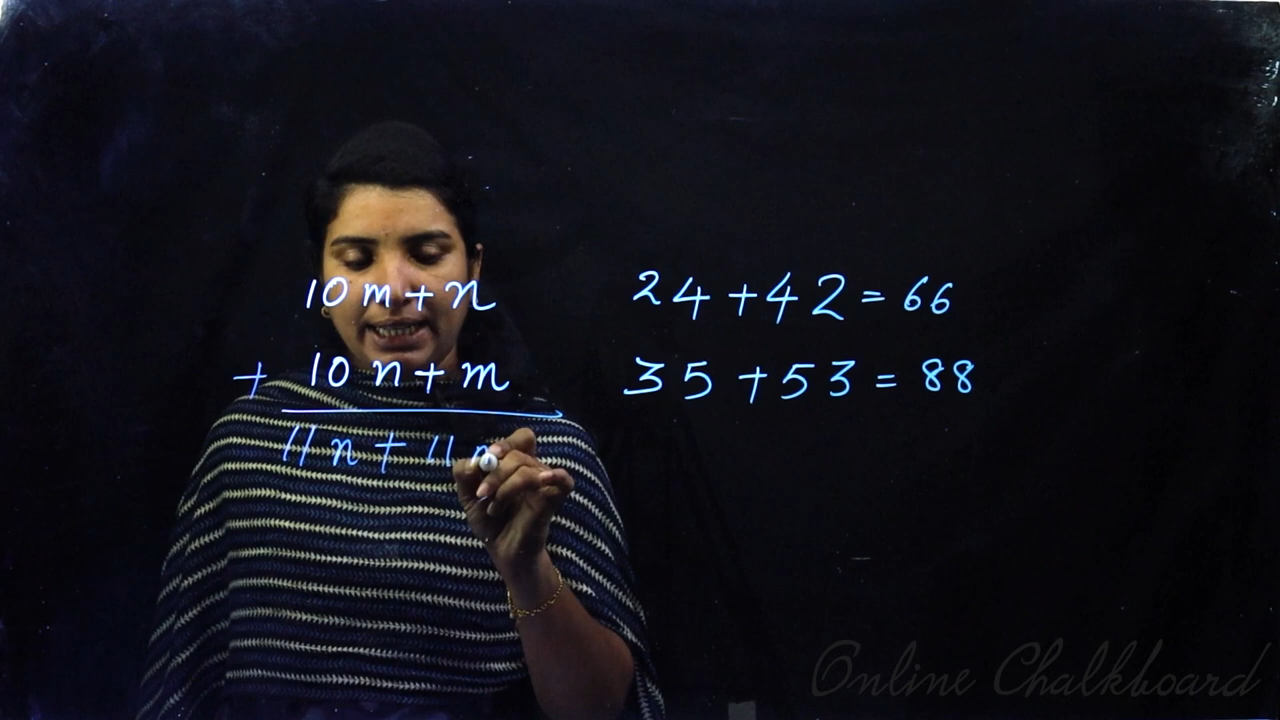 10m+n
+ 10n+m
11n+11
24+42=66
35+53=88
Online Chalkboard